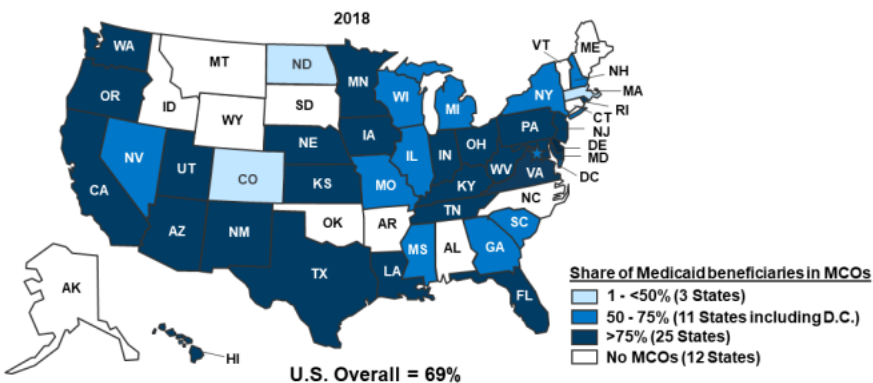 2018
WA
MT
ND
MN
VT
ME
NH
OR
ID
SD
WI
MI
NY
MA
WY
RI
CT
IA
PA
NJ
NE
OH
DE
NV
IL
IN
MD
UT
CO
WV
VA
DC
CA
KS
MO
KY
NC
TN
OK
AR
SC
AZ
NM
MS
AL
GA
TX
LA
FL
AK
HI
Share of Medicaid beneficiaries in MCOs
1 - <50% (3 States)
50 - 75% (11 States including D.C.)
>75% (25 States)
No MCOs (12 States)
U.S. Overall = 69%